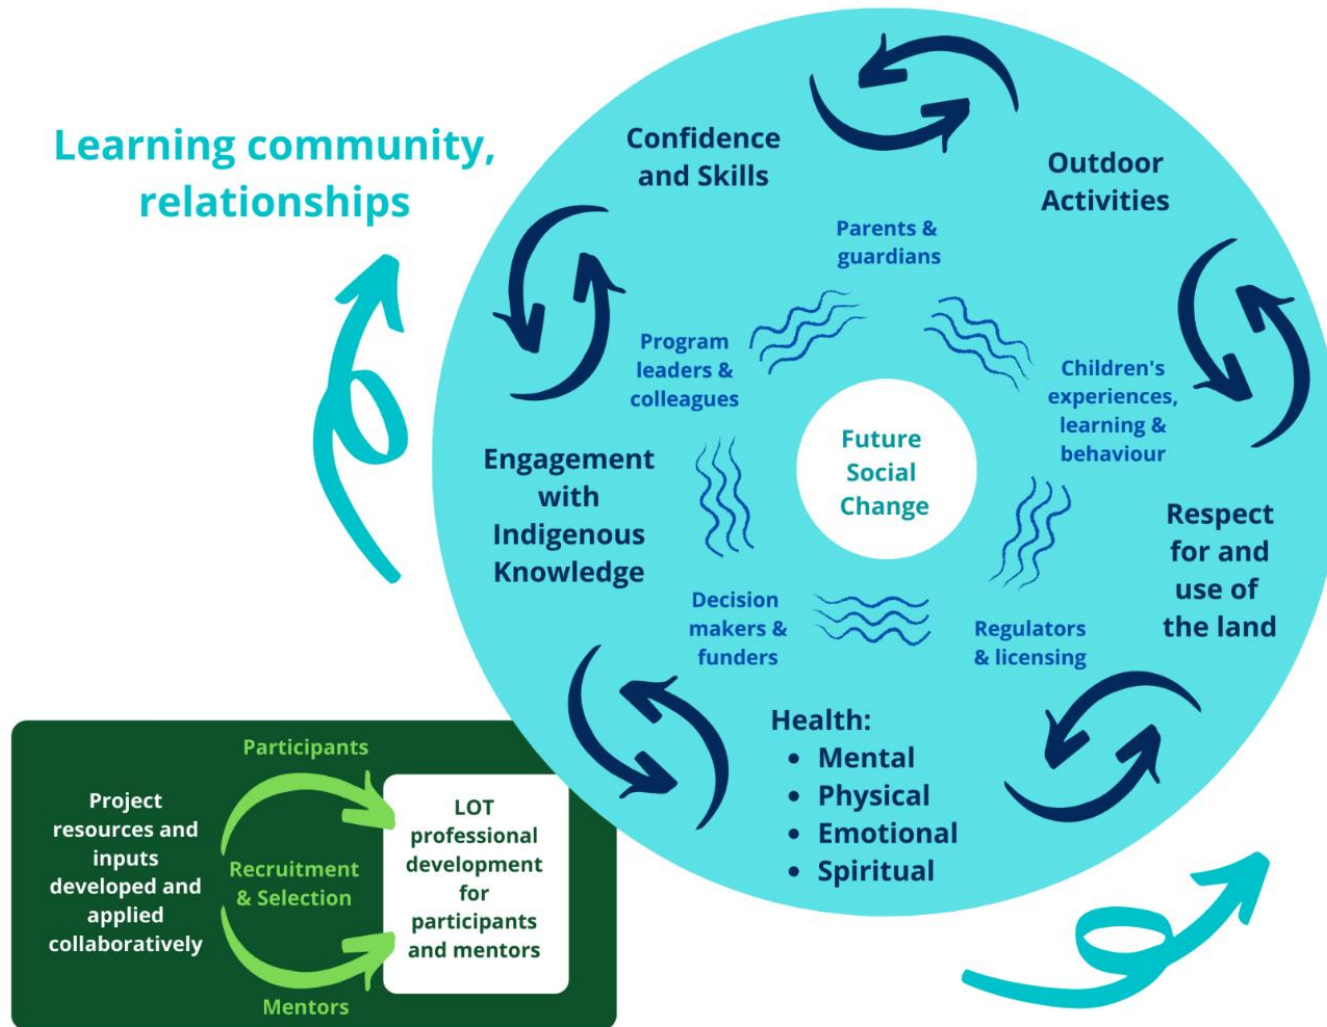 Learning community,
relationships
Confidence
and Skills
Outdoor
Activities
Parents &
guardians
Program
leaders &
colleagues
Children's
experiences,
learning &
behaviour
Future
Social
Change
Engagement
with
Indigenous
Knowledge
Respect
for and
use of
the land
Decision
makers &
funders
Regulators
& licensing
Health:
• Mental
• Physical
• Emotional
• Spiritual
Project
resources and
inputs
developed and
applied
collaboratively
Participants
Recruitment
& Selection
Mentors
LOT
professional
development
for
participants
and mentors